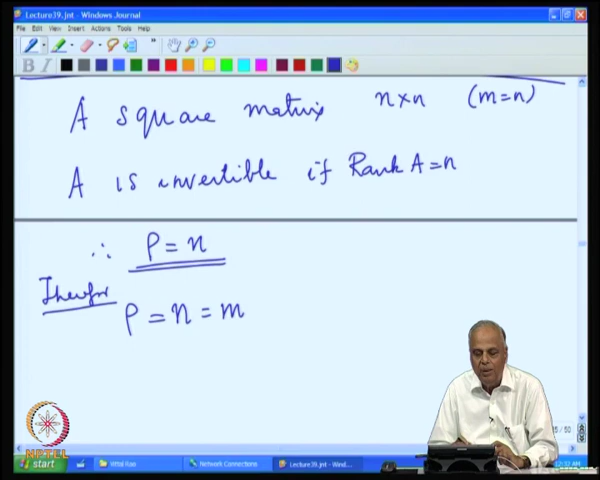 Lecture39.jnt - Windows Journal
File Edit View Insert Actions Tools Help
A square matrix n×n (m=n)
A is invertible if Rank A=n
∴ ρ = n
Therefore
ρ = n = m
NPTEL
start Vittal Rao Network Connections Lecture39.jnt - Wind...